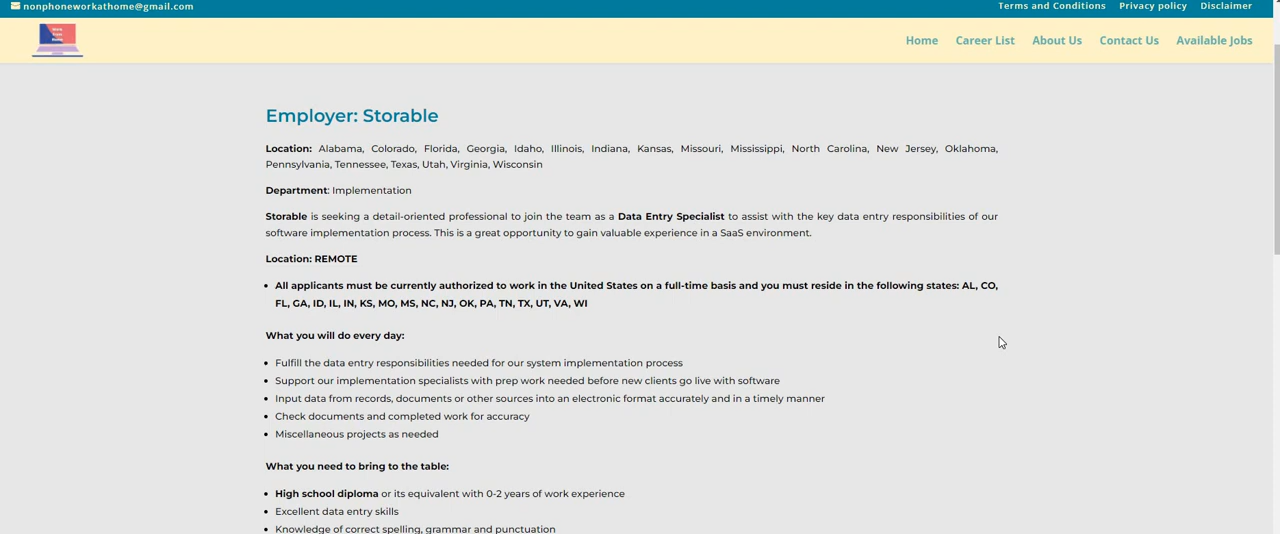 nonphoneworkathome@gmail.com
Terms and Conditions Privacy policy Disclaimer
Work From Home
Home Career List About Us Contact Us Available Jobs
Employer: Storable
Location: Alabama, Colorado, Florida, Georgia, Idaho, Illinois, Indiana, Kansas, Missouri, Mississippi, North Carolina, New Jersey, Oklahoma,
Pennsylvania, Tennessee, Texas, Utah, Virginia, Wisconsin
Department: Implementation
Storable is seeking a detail-oriented professional to join the team as a Data Entry Specialist to assist with the key data entry responsibilities of our
software implementation process. This is a great opportunity to gain valuable experience in a SaaS environment.
Location: REMOTE
• All applicants must be currently authorized to work in the United States on a full-time basis and you must reside in the following states: AL, CO,
FL, GA, ID, IL, IN, KS, MO, MS, NC, NJ, OK, PA, TN, TX, UT, VA, WI
What you will do every day:
• Fulfill the data entry responsibilities needed for our system implementation process
• Support our implementation specialists with prep work needed before new clients go live with software
• Input data from records, documents or other sources into an electronic format accurately and in a timely manner
• Check documents and completed work for accuracy
• Miscellaneous projects as needed
What you need to bring to the table:
• High school diploma or its equivalent with 0-2 years of work experience
• Excellent data entry skills
• Knowledge of correct spelling, grammar and punctuation